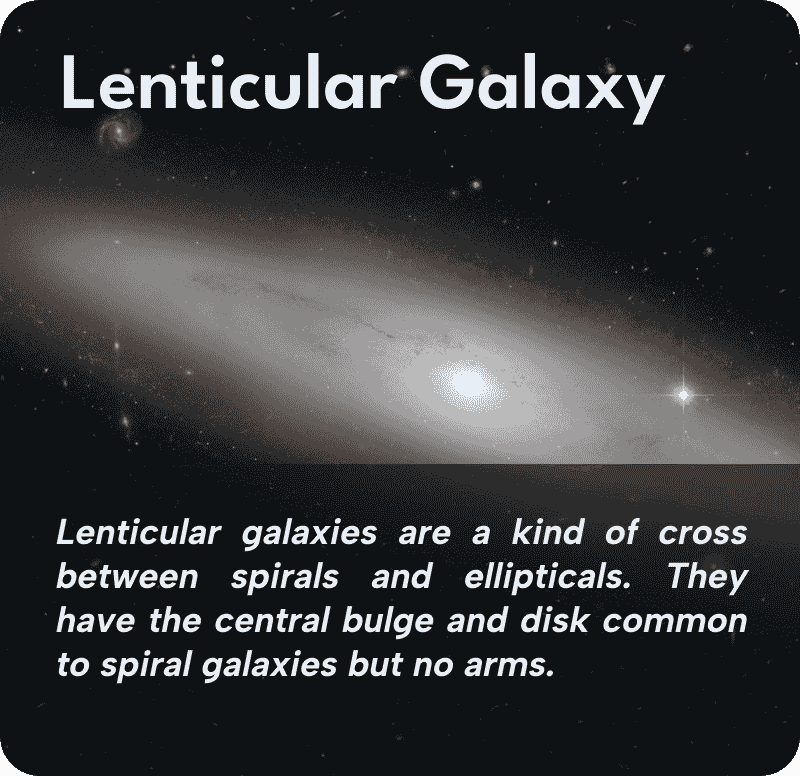 Lenticular Galaxy
Lenticular galaxies are a kind of cross
between spirals and ellipticals. They
have the central bulge and disk common
to spiral galaxies but no arms.